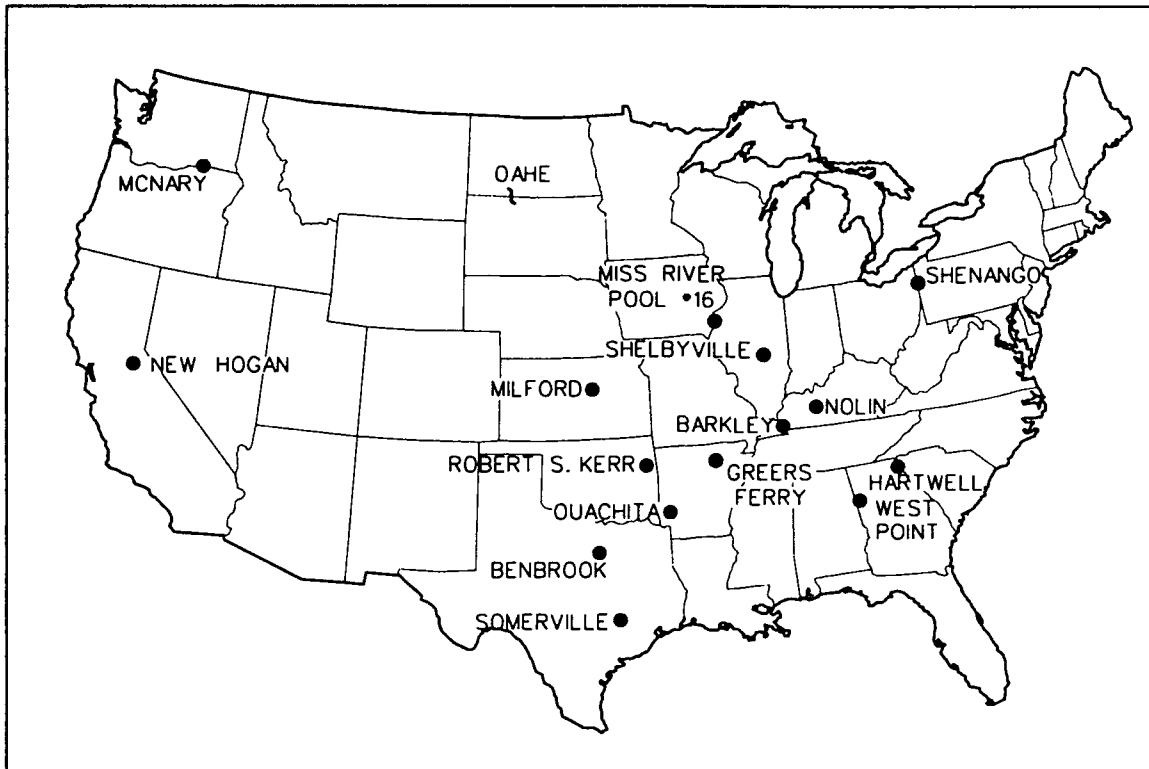 MCNARY
OAHE
MISS RIVER
POOL •16
SHENANGO
NEW HOGAN
SHELBYVILLE
MILFORD
NOLIN
BARKLEY
ROBERT S. KERR
GREERS
FERRY
HARTWELL
WEST
POINT
OUACHITA
BENBROOK
SOMERVILLE